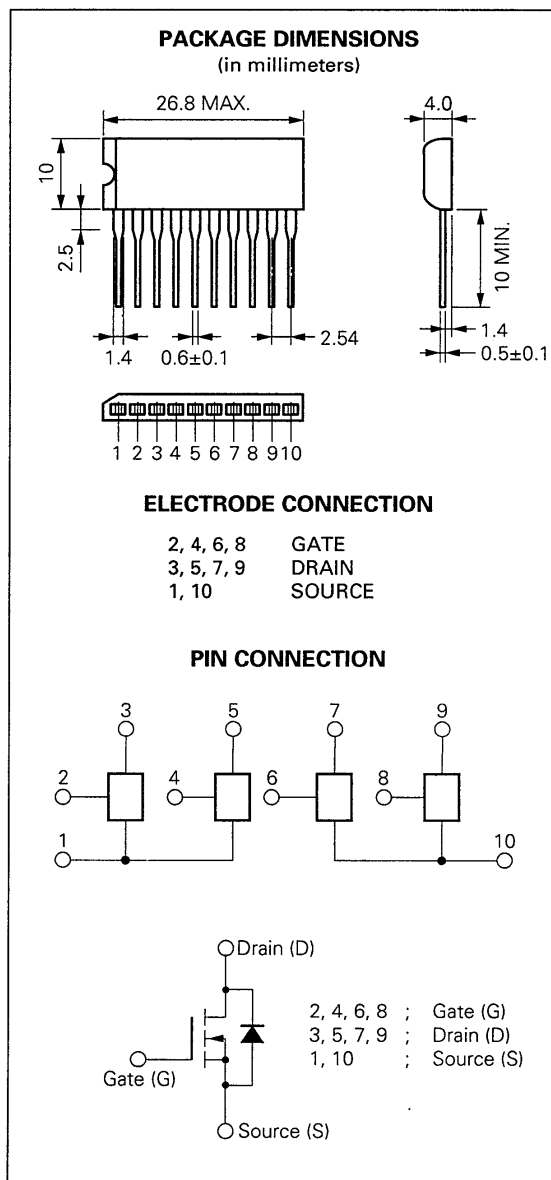 PACKAGE DIMENSIONS
(in millimeters)
26.8 MAX.
4.0
10
2.5
10 MIN.
1.4
0.6±0.1
2.54
1.4
0.5±0.1
1 2 3 4 5 6 7 8 9 10
ELECTRODE CONNECTION
2, 4, 6, 8 GATE
3, 5, 7, 9 DRAIN
1, 10 SOURCE
PIN CONNECTION
3 5 7 9
2 4 6 8
1 10
Drain (D)
2, 4, 6, 8 ; Gate (G)
3, 5, 7, 9 ; Drain (D)
1, 10 ; Source (S)
Gate (G)
Source (S)